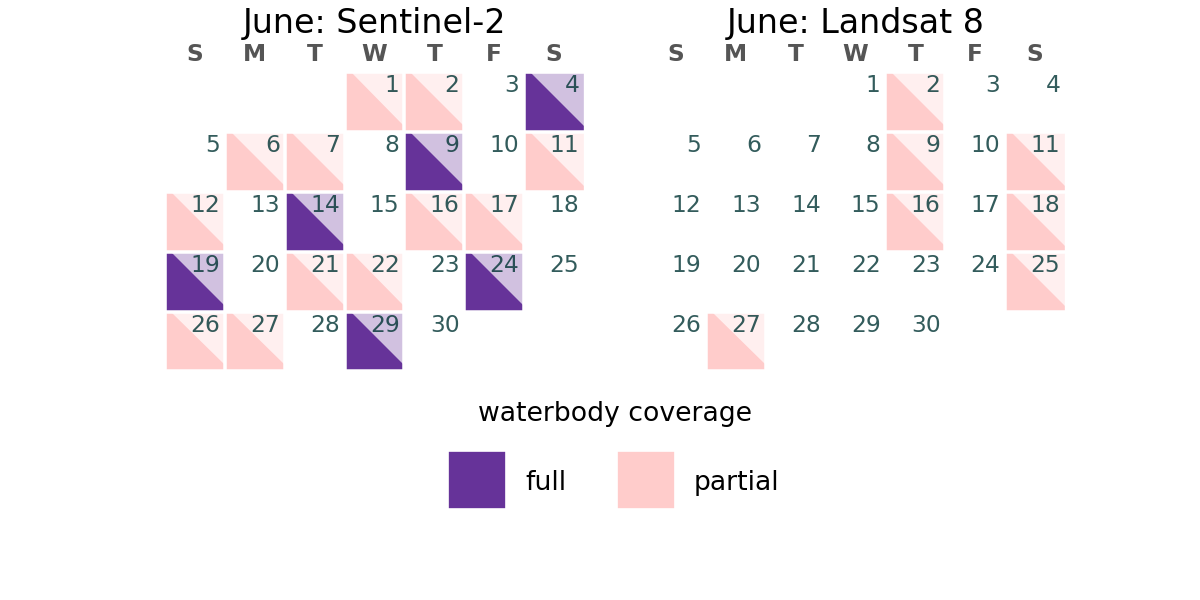 June: Sentinel-2
S M T W T F S
1 2 3 4
5 6 7 8 9 10 11
12 13 14 15 16 17 18
19 20 21 22 23 24 25
26 27 28 29 30
June: Landsat 8
S M T W T F S
1 2 3 4
5 6 7 8 9 10 11
12 13 14 15 16 17 18
19 20 21 22 23 24 25
26 27 28 29 30
waterbody coverage
full partial